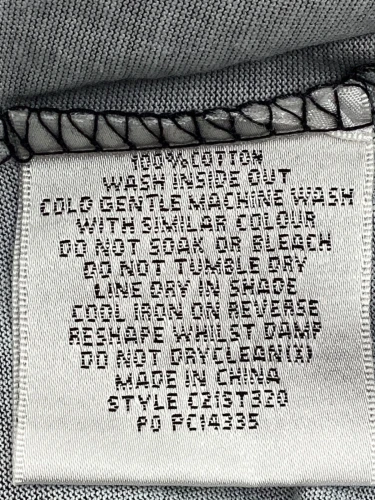 100% COTTON
WASH INSIDE OUT
COLD GENTLE MACHINE WASH
WITH SIMILAR COLOUR
DO NOT SOAK OR BLEACH
DO NOT TUMBLE DRY
LINE DRY IN SHADE
COOL IRON ON REVERSE
RESHAPE WHILST DAMP
DO NOT DRYCLEAN(X)
MADE IN CHINA
STYLE C21ST320
PO PC14335